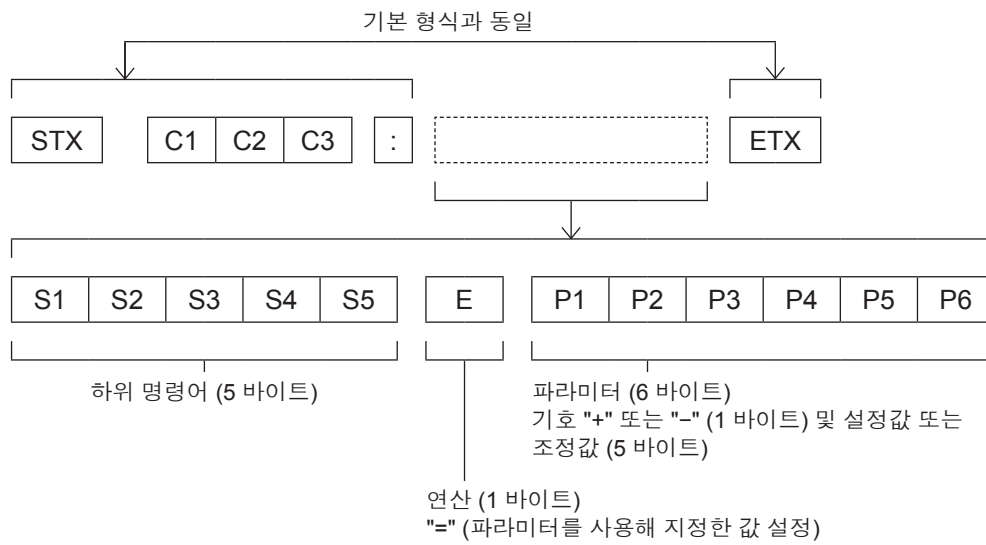 기본 형식과 동일
STX C1 C2 C3 : ETX
S1 S2 S3 S4 S5 E P1 P2 P3 P4 P5 P6
하위 명령어 (5 바이트)
파라미터 (6 바이트)
기호 "+" 또는 "−" (1 바이트) 및 설정값 또는
조정값 (5 바이트)
연산 (1 바이트)
"=" (파라미터를 사용해 지정한 값 설정)